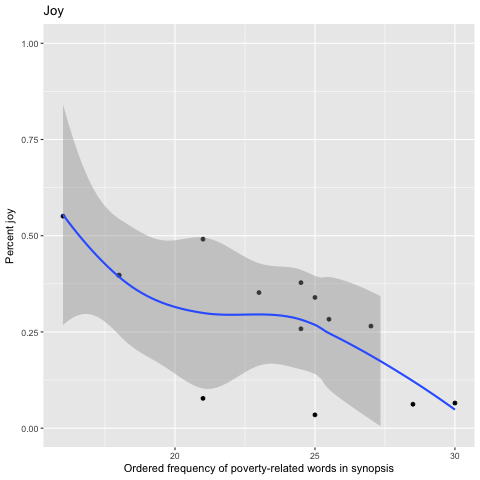 Joy
1.00
0.75
0.50
0.25
0.00
Percent joy
20
25
30
Ordered frequency of poverty-related words in synopsis